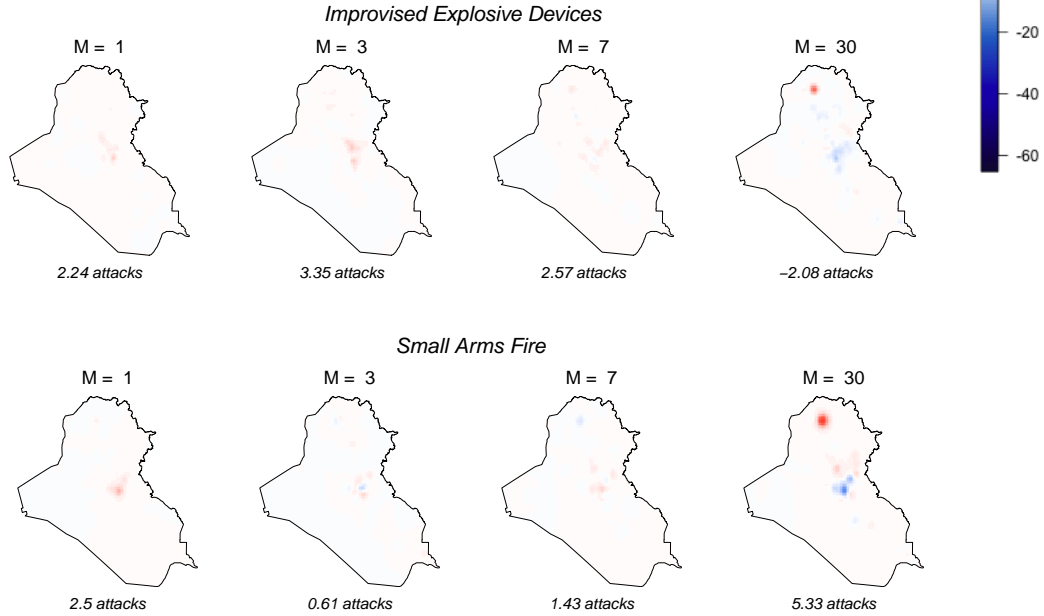 Improvised Explosive Devices
M = 1
M = 3
M = 7
M = 30
2.24 attacks
3.35 attacks
2.57 attacks
−2.08 attacks
-20
-40
-60
Small Arms Fire
M = 1
M = 3
M = 7
M = 30
2.5 attacks
0.61 attacks
1.43 attacks
5.33 attacks